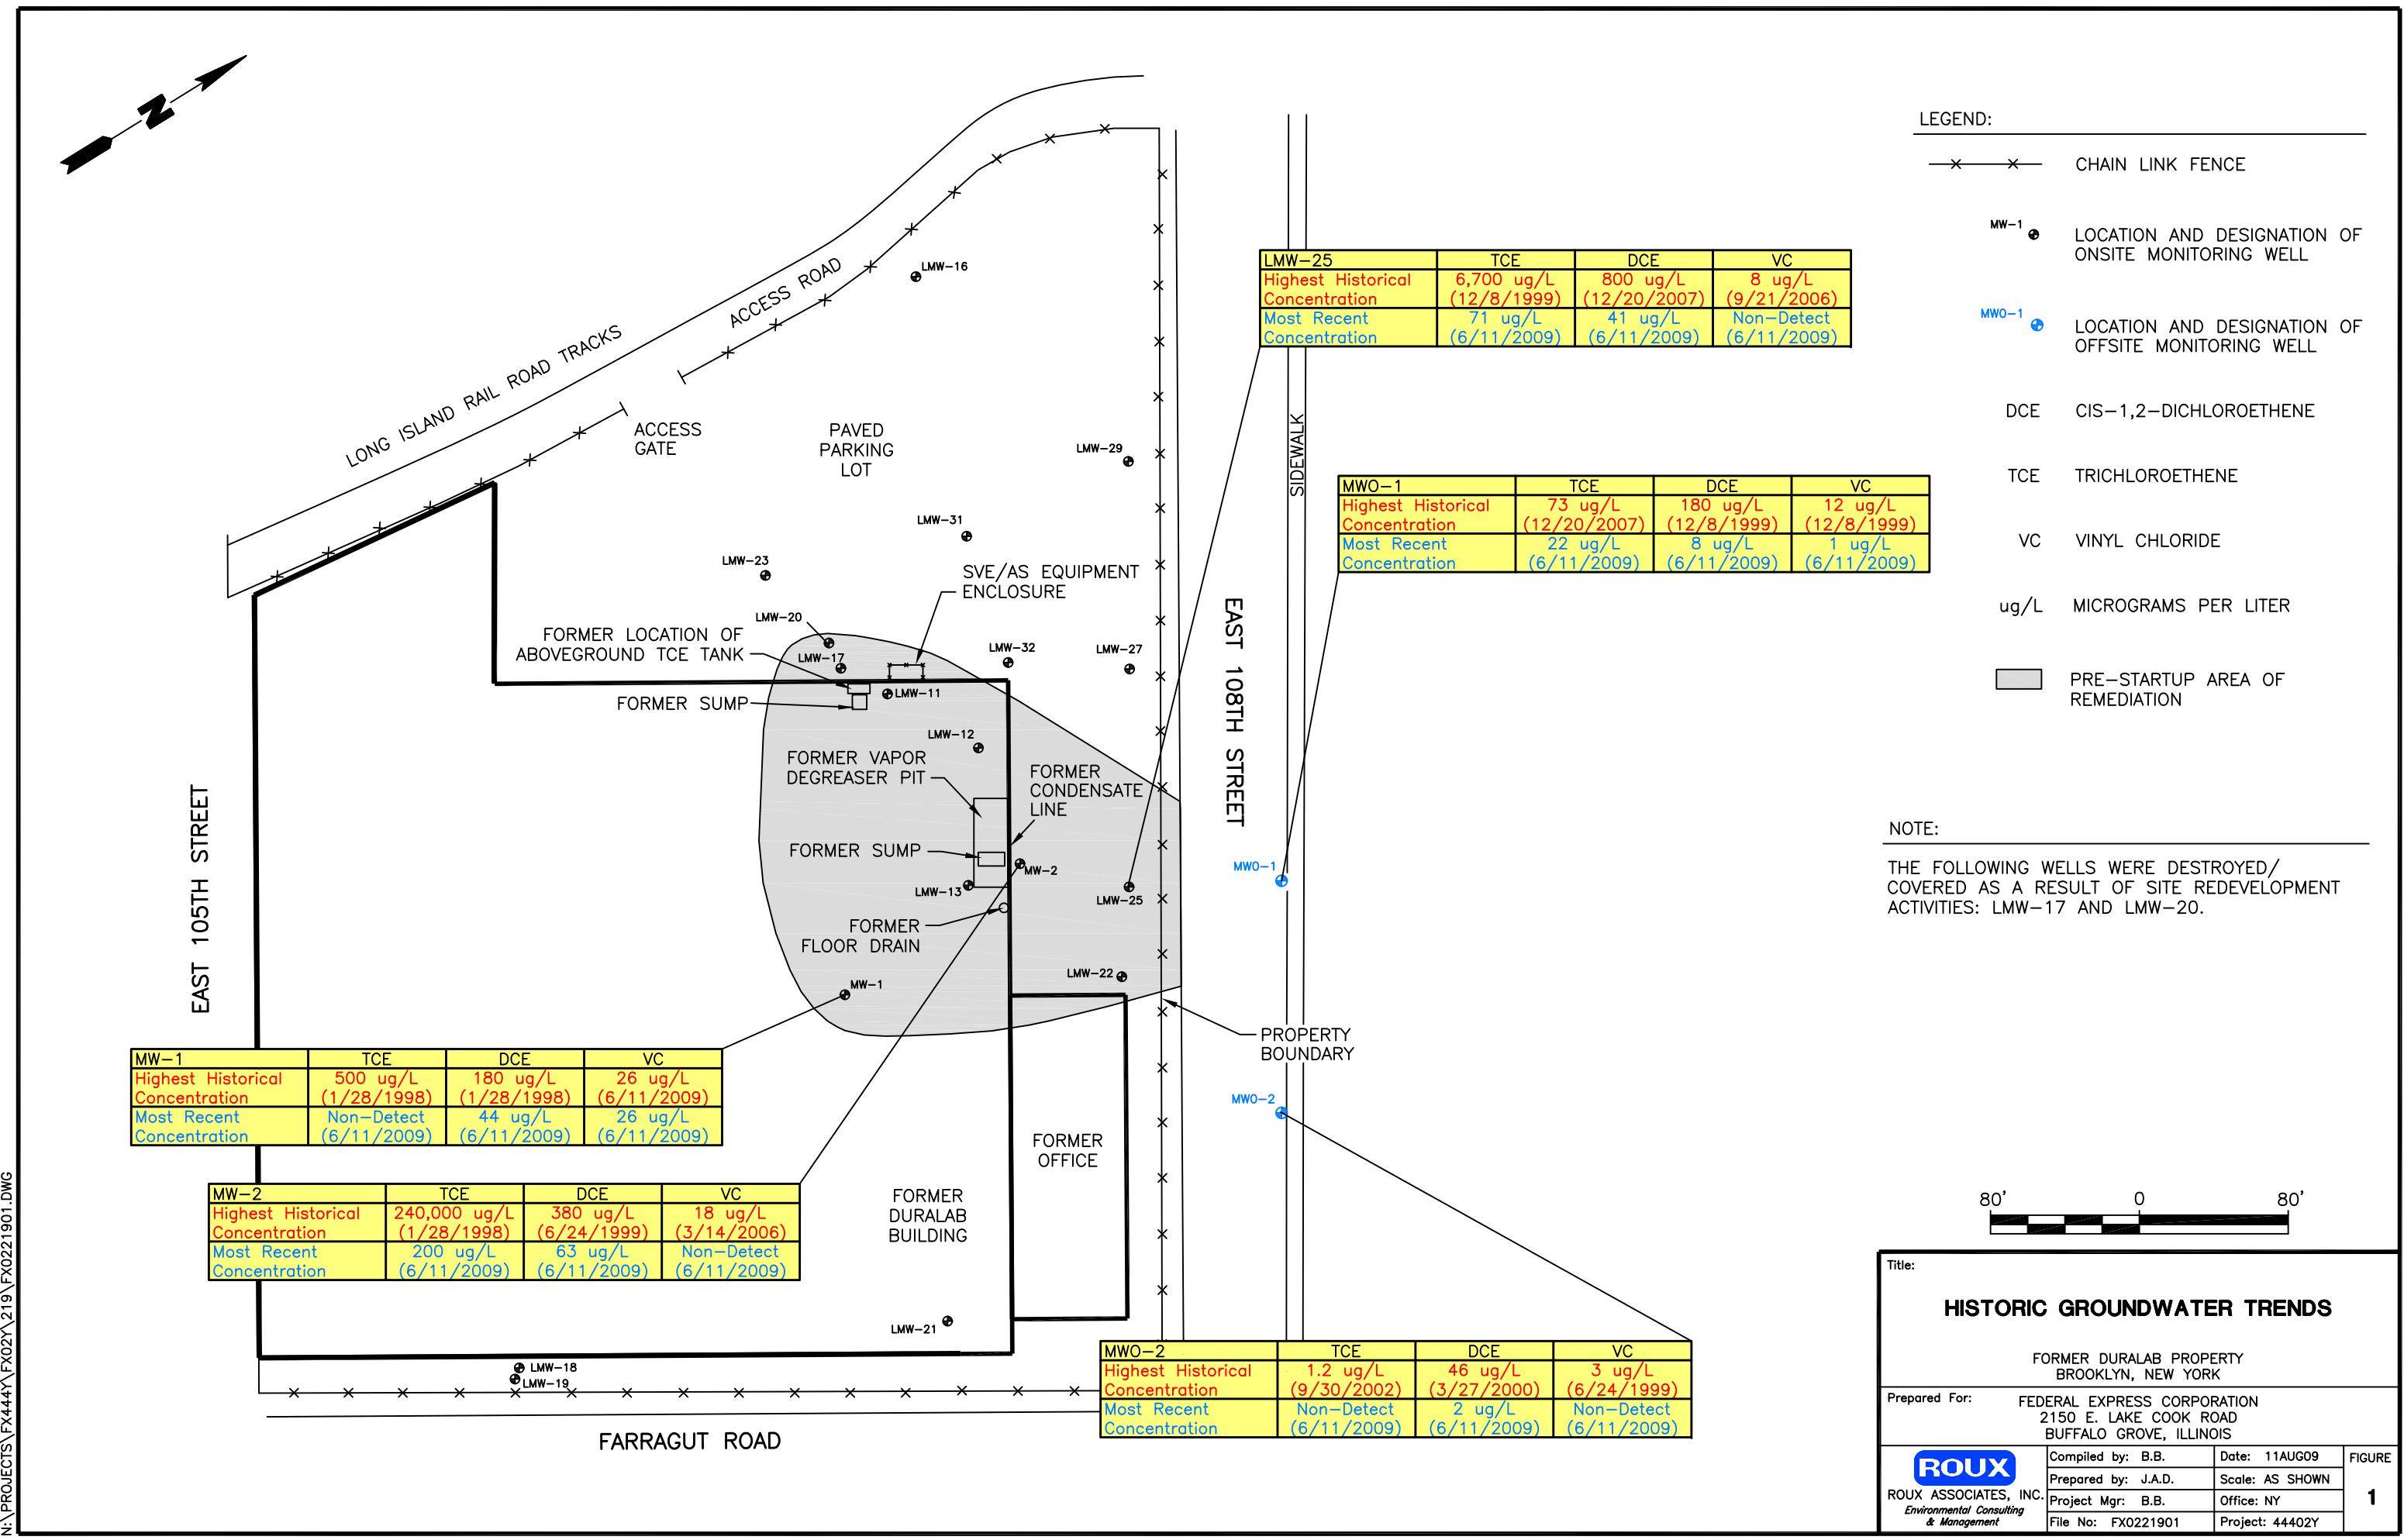 LEGEND:
CHAIN LINK FENCE
MW-1
LOCATION AND DESIGNATION OF
ONSITE MONITORING WELL
MWO-1
LOCATION AND DESIGNATION OF
OFFSITE MONITORING WELL
DCE CIS-1,2-DICHLOROETHENE
TCE TRICHLOROETHENE
VC VINYL CHLORIDE
ug/L MICROGRAMS PER LITER
PRE-STARTUP AREA OF
REMEDIATION
NOTE:
THE FOLLOWING WELLS WERE DESTROYED/
COVERED AS A RESULT OF SITE REDEVELOPMENT
ACTIVITIES: LMW-17 AND LMW-20.
N
LONG ISLAND RAIL ROAD TRACKS
ACCESS ROAD
LMW-16
ACCESS
GATE
PAVED
PARKING
LOT
LMW-29
LMW-31
LMW-23
SVE/AS EQUIPMENT
ENCLOSURE
LMW-20
FORMER LOCATION OF
ABOVEGROUND TCE TANK
LMW-17
LMW-32
LMW-27
FORMER SUMP
LMW-11
LMW-12
FORMER VAPOR
DEGREASER PIT
FORMER
CONDENSATE
LINE
FORMER SUMP
MW-2
LMW-13
LMW-25
FORMER
FLOOR DRAIN
LMW-22
MW-1
SIDEWALK
EAST 108TH STREET
EAST 105TH STREET
MWO-1
MWO-2
PROPERTY
BOUNDARY
FORMER
OFFICE
FORMER
DURALAB
BUILDING
LMW-21
LMW-18
LMW-19
FARRAGUT ROAD
LMW-25 TCE DCE VC
Highest Historical 6,700 ug/L 800 ug/L 8 ug/L
Concentration (12/8/1999) (12/20/2007) (9/21/2006)
Most Recent 71 ug/L 41 ug/L Non-Detect
Concentration (6/11/2009) (6/11/2009) (6/11/2009)
MWO-1 TCE DCE VC
Highest Historical 73 ug/L 180 ug/L 12 ug/L
Concentration (12/20/2007) (12/8/1999) (12/8/1999)
Most Recent 22 ug/L 8 ug/L 1 ug/L
Concentration (6/11/2009) (6/11/2009) (6/11/2009)
MW-1 TCE DCE VC
Highest Historical 500 ug/L 180 ug/L 26 ug/L
Concentration (1/28/1998) (1/28/1998) (6/11/2009)
Most Recent Non-Detect 44 ug/L 26 ug/L
Concentration (6/11/2009) (6/11/2009) (6/11/2009)
MW-2 TCE DCE VC
Highest Historical 240,000 ug/L 380 ug/L 18 ug/L
Concentration (1/28/1998) (6/24/1999) (3/14/2006)
Most Recent 200 ug/L 63 ug/L Non-Detect
Concentration (6/11/2009) (6/11/2009) (6/11/2009)
MWO-2 TCE DCE VC
Highest Historical 1.2 ug/L 46 ug/L 3 ug/L
Concentration (9/30/2002) (3/27/2000) (6/24/1999)
Most Recent Non-Detect 2 ug/L Non-Detect
Concentration (6/11/2009) (6/11/2009) (6/11/2009)
80' 0 80'
Title:
HISTORIC GROUNDWATER TRENDS
FORMER DURALAB PROPERTY
BROOKLYN, NEW YORK
Prepared For:
FEDERAL EXPRESS CORPORATION
2150 E. LAKE COOK ROAD
BUFFALO GROVE, ILLINOIS
ROUX
ROUX ASSOCIATES, INC.
Environmental Consulting
& Management
Compiled by: B.B. Date: 11AUG09
Prepared by: J.A.D. Scale: AS SHOWN
Project Mgr: B.B. Office: NY
File No: FX0221901 Project: 44402Y
FIGURE
1
N:\PROJECTS\FX444Y\FX02Y\219\FX0221901.DWG